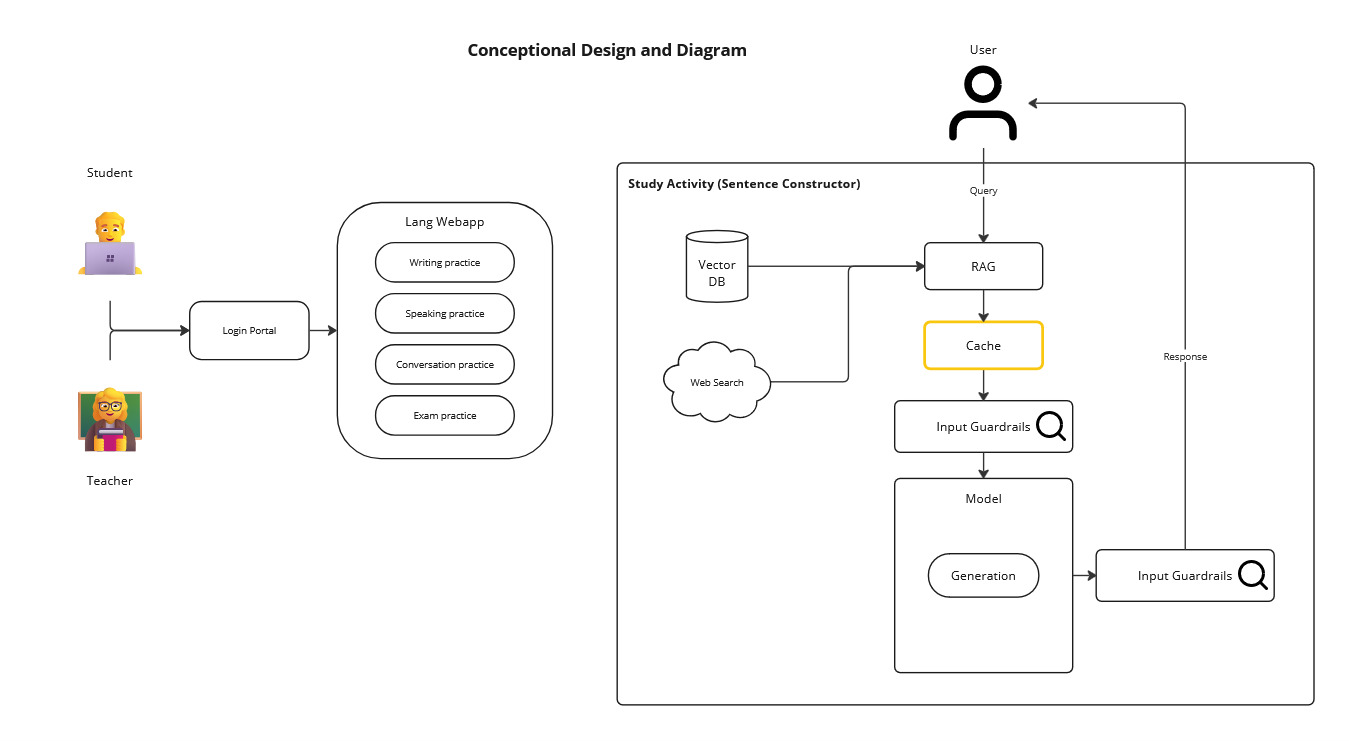 Conceptional Design and Diagram
Student
Teacher
Login Portal
Lang Webapp
Writing practice
Speaking practice
Conversation practice
Exam practice
User
Study Activity (Sentence Constructor)
Query
Vector
DB
Web Search
RAG
Cache
Input Guardrails
Model
Generation
Input Guardrails
Response